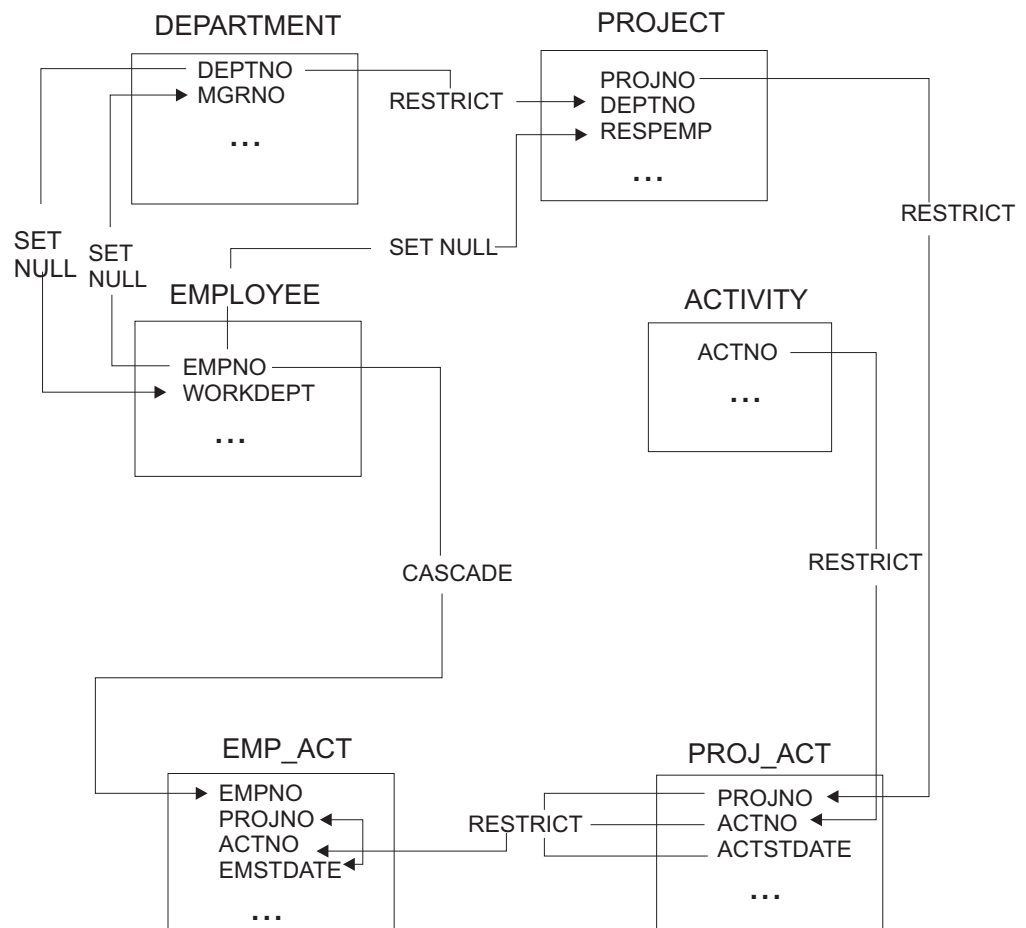 DEPARTMENT
PROJECT
DEPTNO
MGRNO
...
RESTRICT
PROJNO
DEPTNO
RESPEMP
...
RESTRICT
SET
NULL
SET
NULL
SET NULL
EMPLOYEE
EMPNO
WORKDEPT
...
ACTIVITY
ACTNO
...
CASCADE
RESTRICT
EMP_ACT
EMPNO
PROJNO
ACTNO
EMSTDATE
...
RESTRICT
PROJ_ACT
PROJNO
ACTNO
ACTSTDATE
...